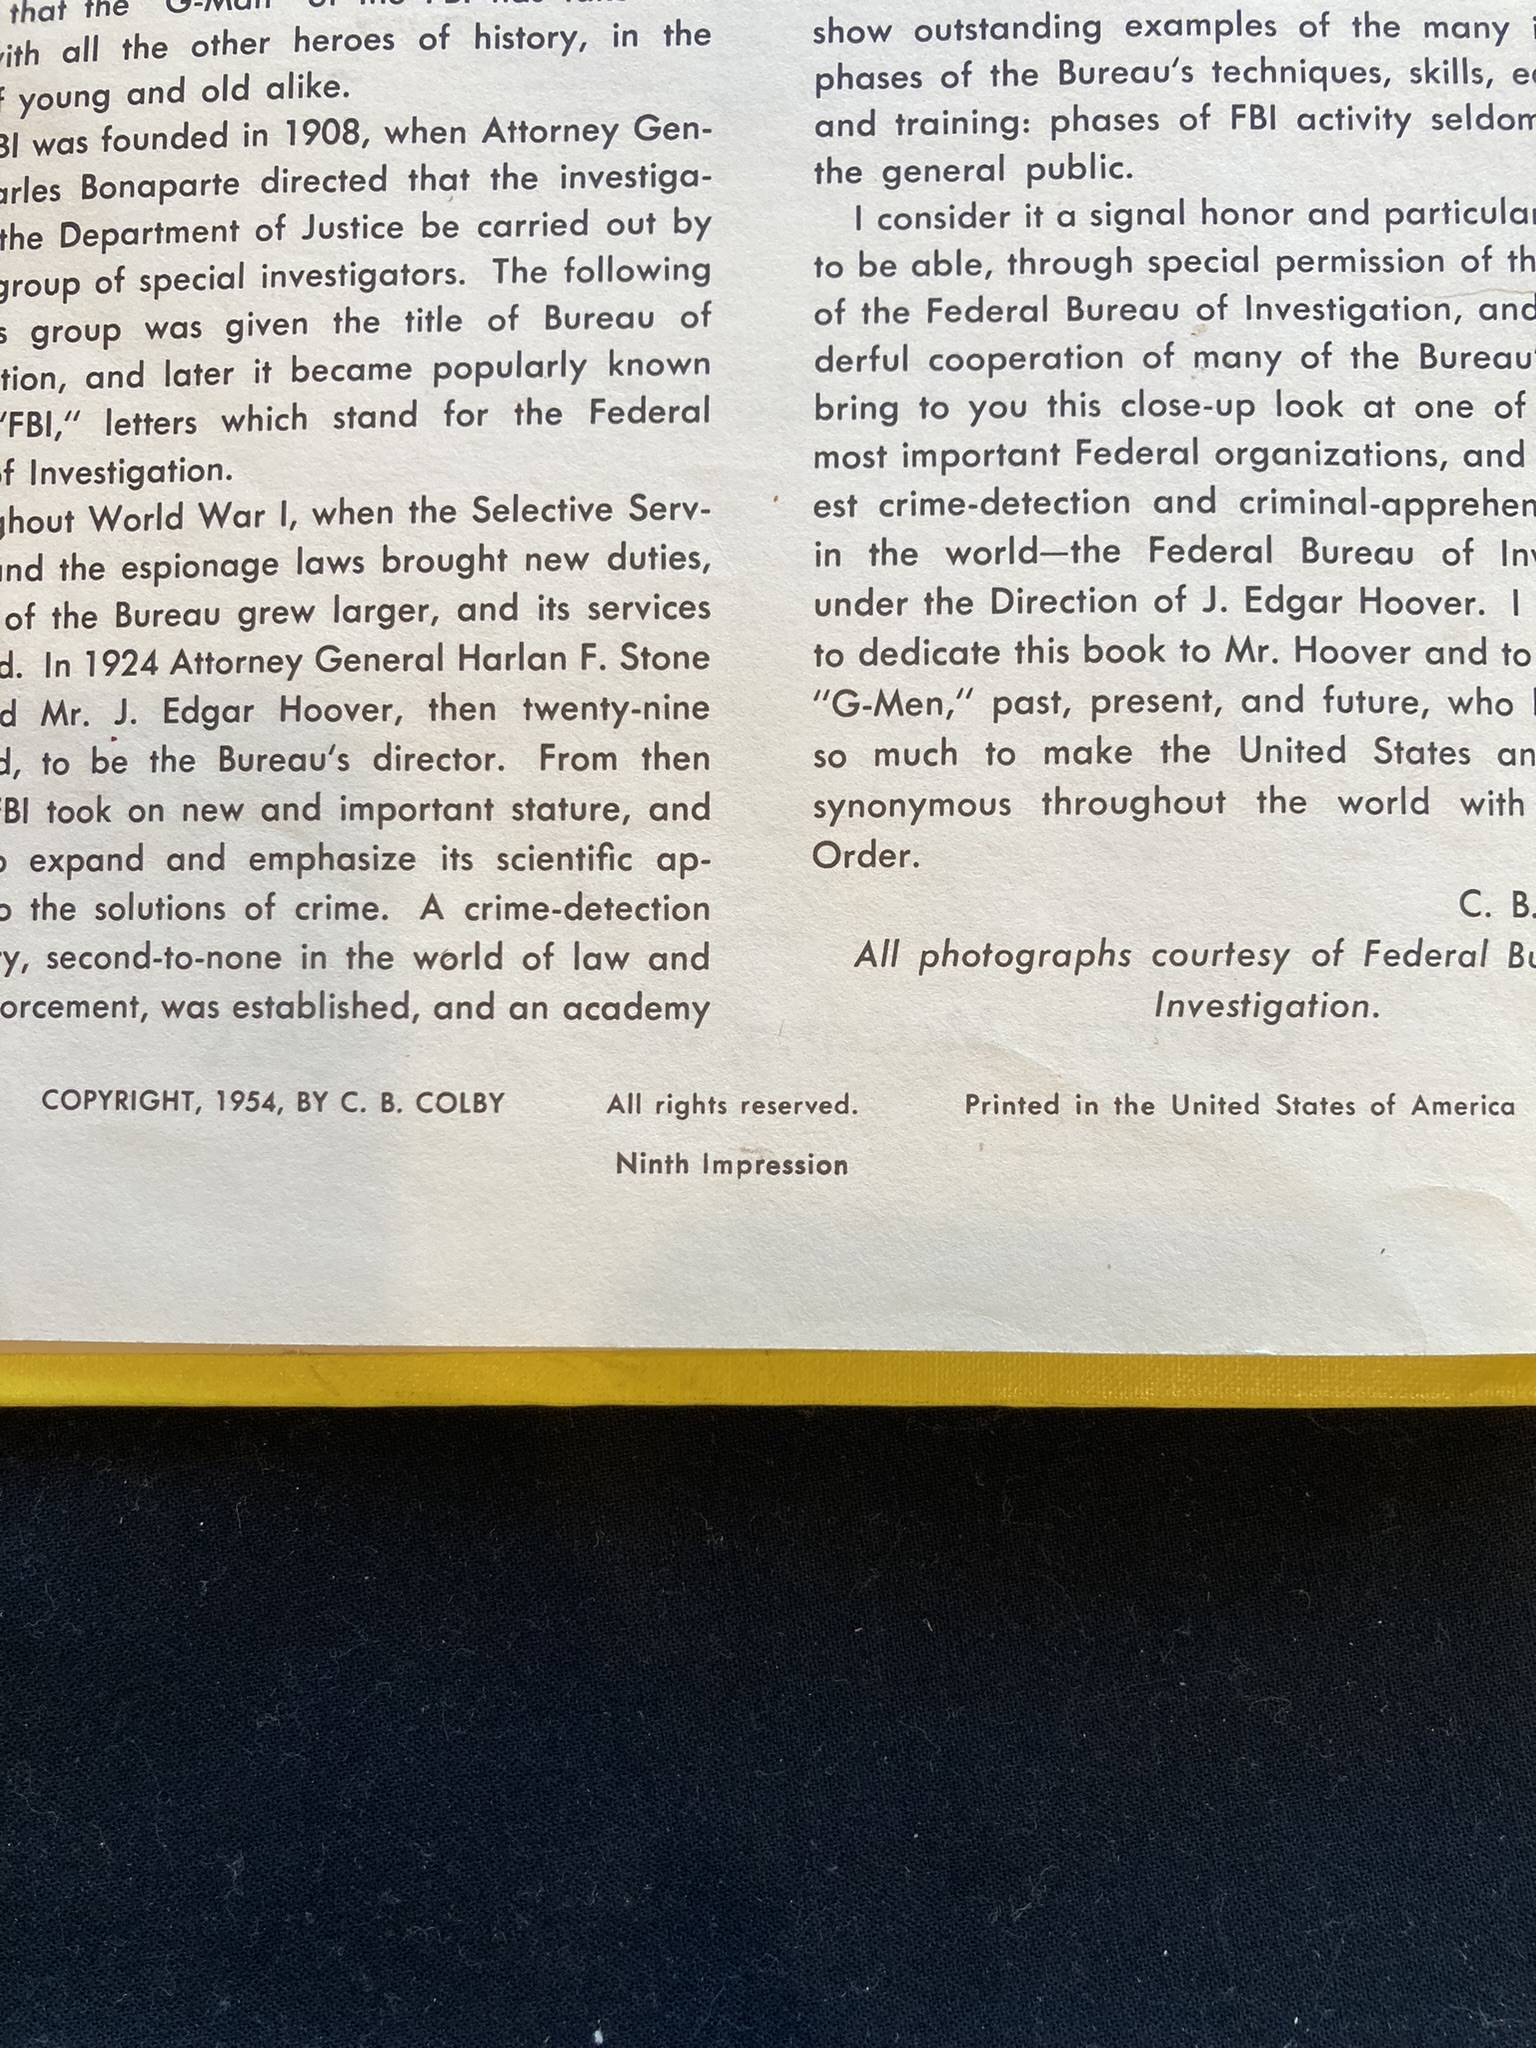 that the "G-Man" of the FBI has
with all the other heroes of history, in the
f young and old alike.
BI was founded in 1908, when Attorney Gen-
arles Bonaparte directed that the investiga-
the Department of Justice be carried out by
group of special investigators. The following
s group was given the title of Bureau of
tion, and later it became popularly known
"FBI," letters which stand for the Federal
of Investigation.
ghout World War I, when the Selective Serv-
and the espionage laws brought new duties,
of the Bureau grew larger, and its services
d. In 1924 Attorney General Harlan F. Stone
d Mr. J. Edgar Hoover, then twenty-nine
d, to be the Bureau's director. From then
FBI took on new and important stature, and
o expand and emphasize its scientific ap-
o the solutions of crime. A crime-detection
ry, second-to-none in the world of law and
orcement, was established, and an academy
show outstanding examples of the many i
phases of the Bureau's techniques, skills, e
and training: phases of FBI activity seldom
the general public.
I consider it a signal honor and particular
to be able, through special permission of th
of the Federal Bureau of Investigation, and
derful cooperation of many of the Bureau'
bring to you this close-up look at one of
most important Federal organizations, and
est crime-detection and criminal-apprehen
in the world—the Federal Bureau of Inv
under the Direction of J. Edgar Hoover. I
to dedicate this book to Mr. Hoover and to
"G-Men," past, present, and future, who
so much to make the United States an
synonymous throughout the world with
Order.
C. B.
All photographs courtesy of Federal Bu
Investigation.
COPYRIGHT, 1954, BY C. B. COLBY All rights reserved. Printed in the United States of America
Ninth Impression